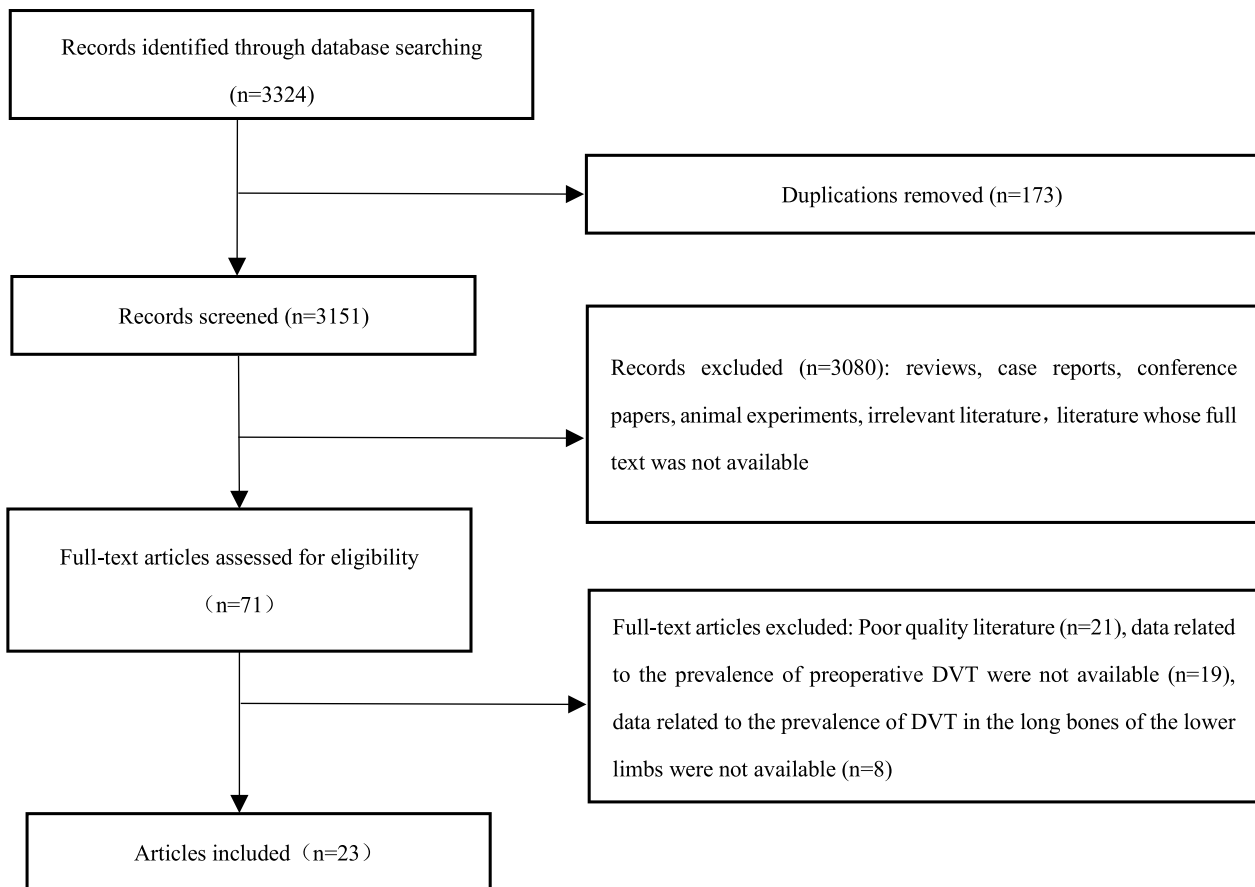 Records identified through database searching
(n=3324)
Duplications removed (n=173)
Records screened (n=3151)
Records excluded (n=3080): reviews, case reports, conference
papers, animal experiments, irrelevant literature，literature whose full
text was not available
Full-text articles assessed for eligibility
（n=71）
Full-text articles excluded: Poor quality literature (n=21), data related
to the prevalence of preoperative DVT were not available (n=19),
data related to the prevalence of DVT in the long bones of the lower
limbs were not available (n=8)
Articles included（n=23）